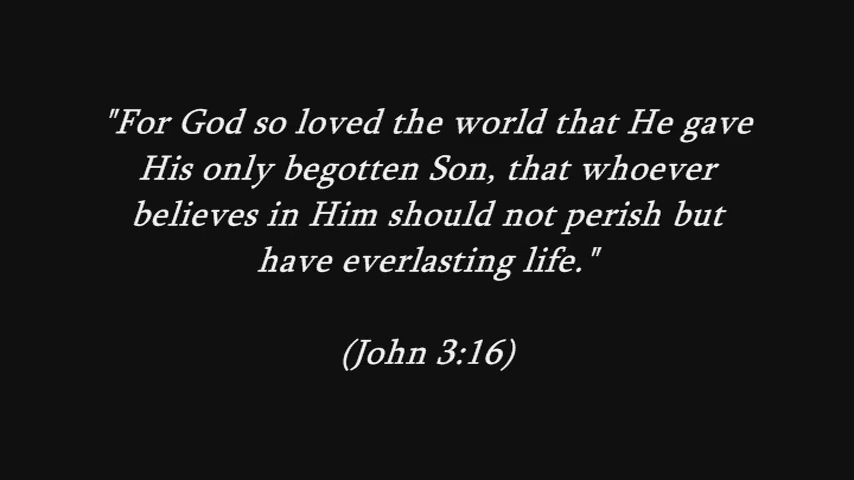 "For God so loved the world that He gave
His only begotten Son, that whoever
believes in Him should not perish but
have everlasting life."
(John 3:16)